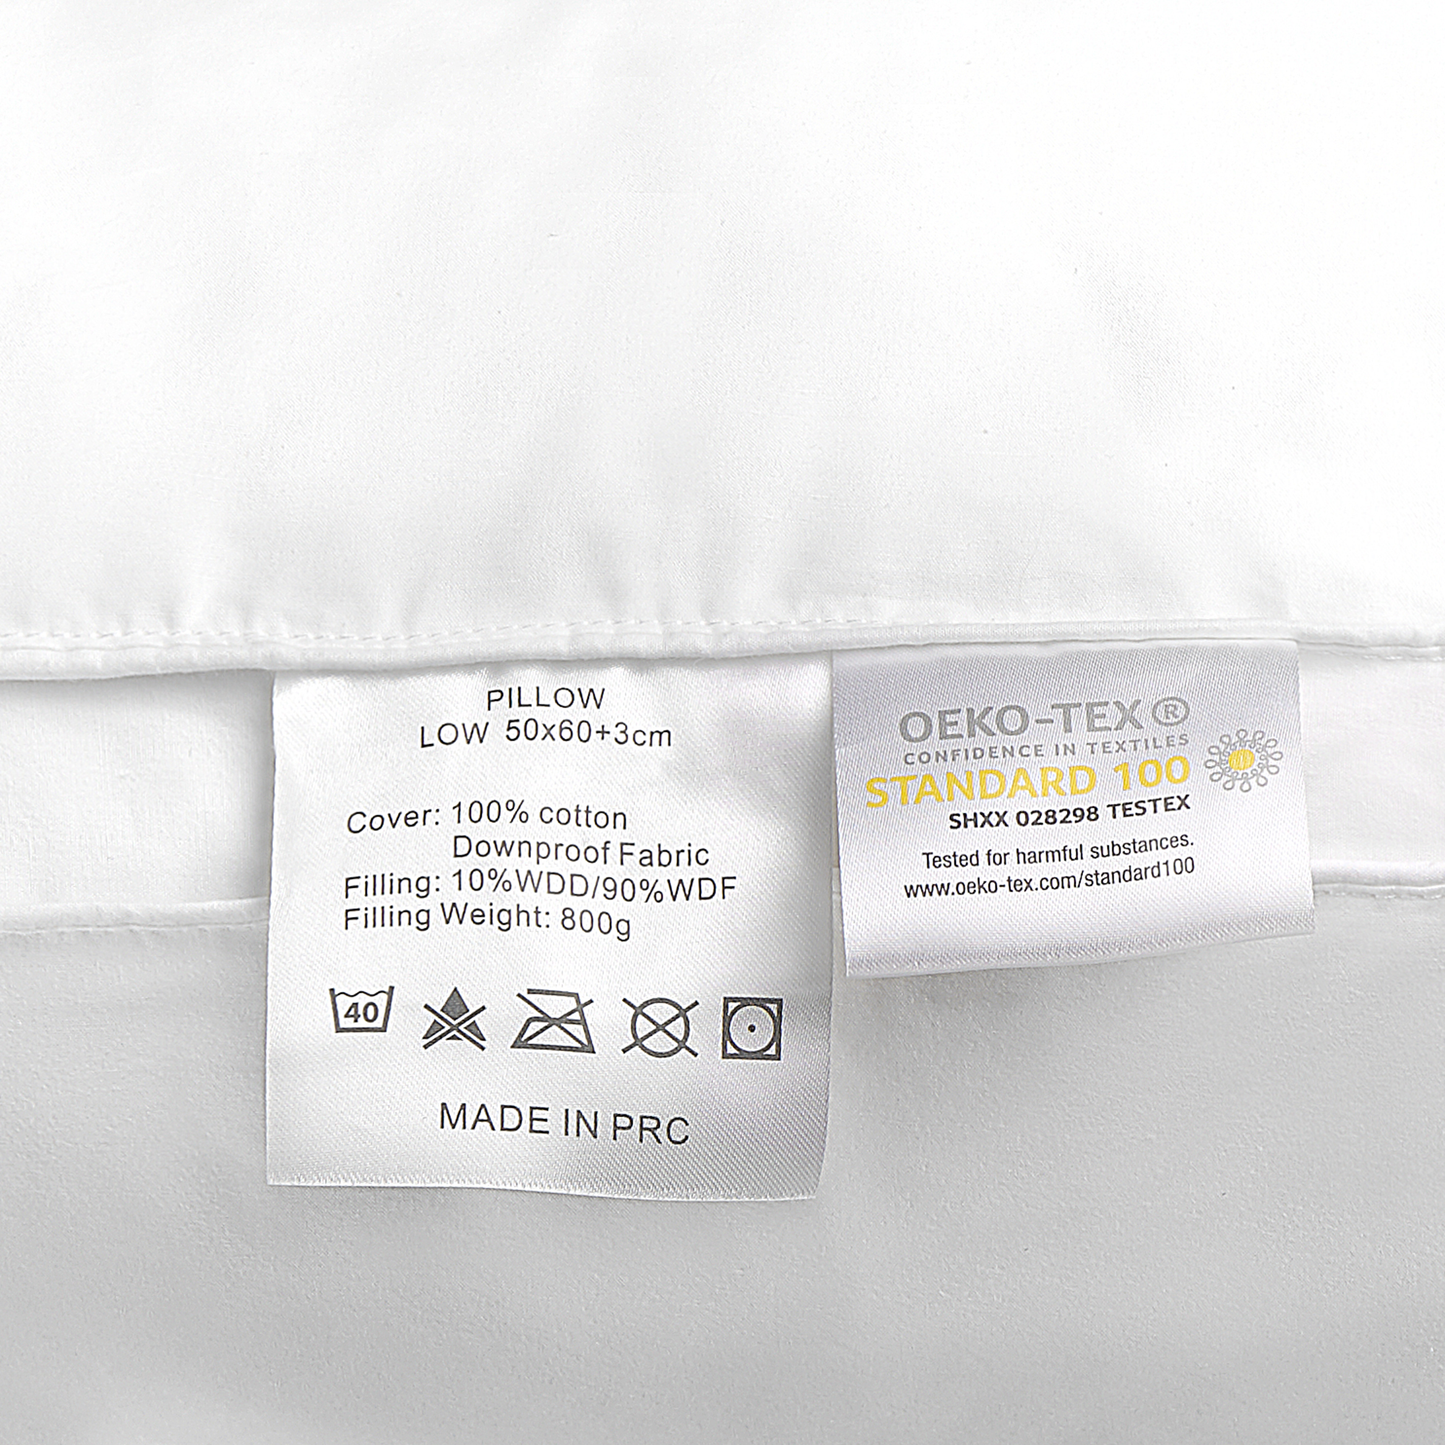 PILLOW
LOW 50x60+3cm
Cover: 100% cotton
Downproof Fabric
Filling: 10%WDD/90%WDF
Filling Weight: 800g
40
MADE IN PRC
OEKO-TEX®
CONFIDENCE IN TEXTILES
STANDARD 100
SHXX 028298 TESTEX
Tested for harmful substances.
www.oeko-tex.com/standard100